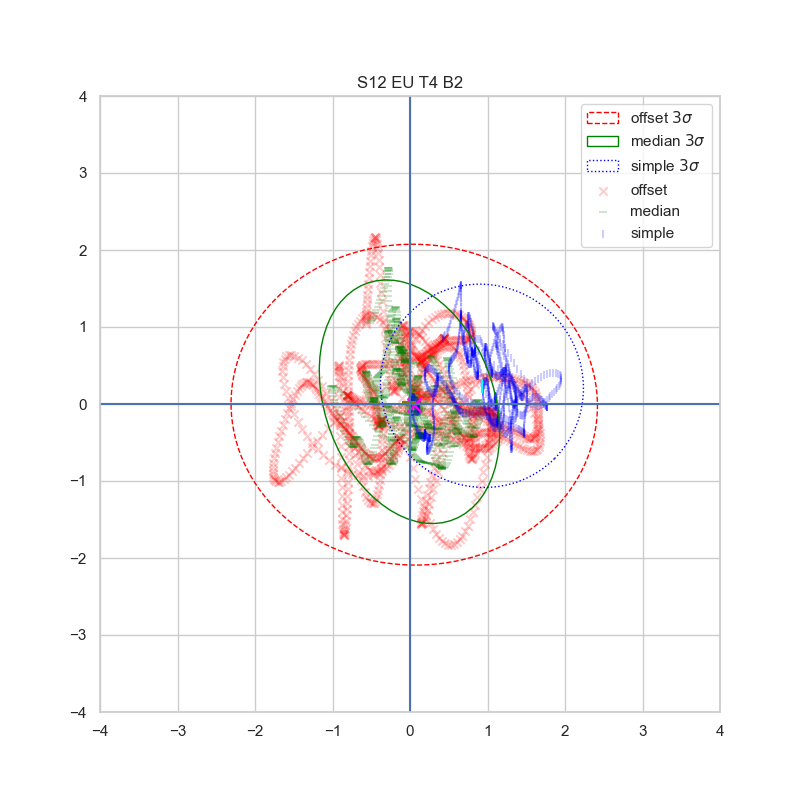 S12 EU T4 B2
4
3
2
1
0
−1
−2
−3
−4
−4 −3 −2 −1 0 1 2 3 4
offset 3σ
median 3σ
simple 3σ
offset
median
simple